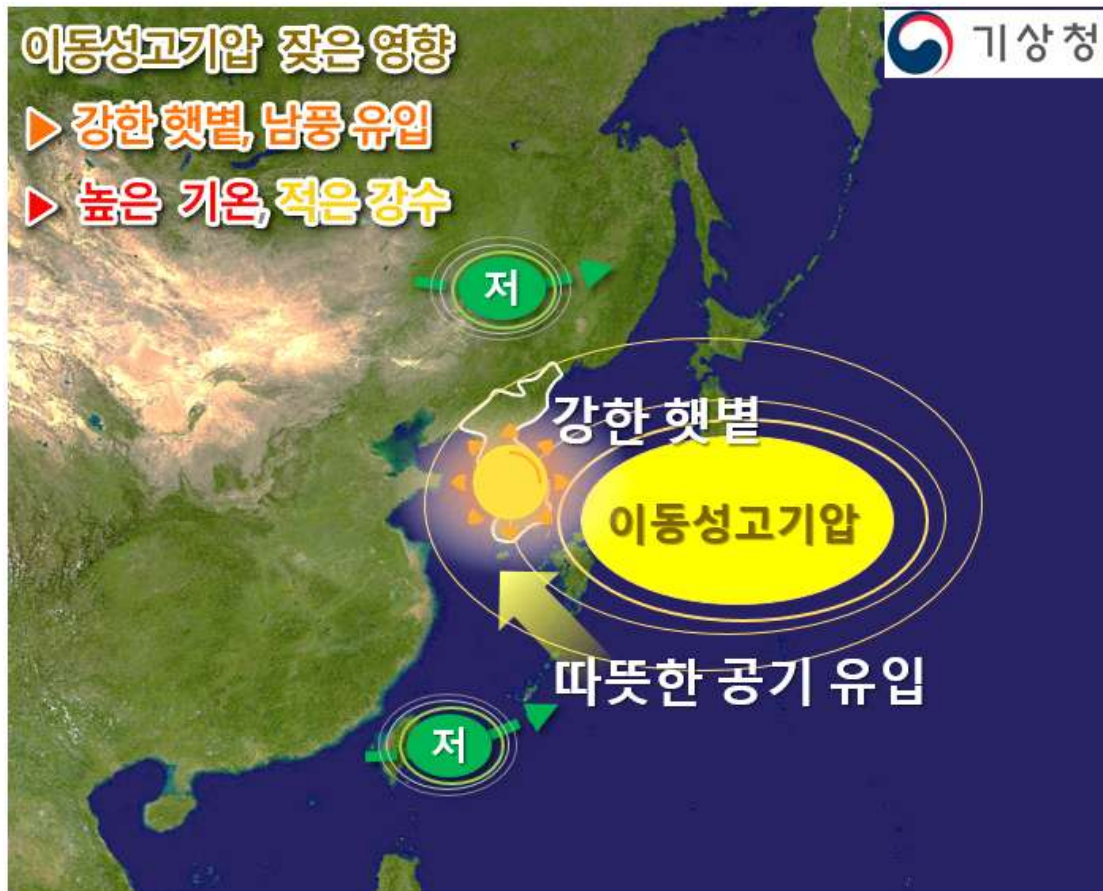 이동성고기압 잦은 영향
기상청
▶ 강한 햇볕, 남풍 유입
▶ 높은 기온, 적은 강수
저
강한 햇볕
이동성고기압
따뜻한 공기 유입
저